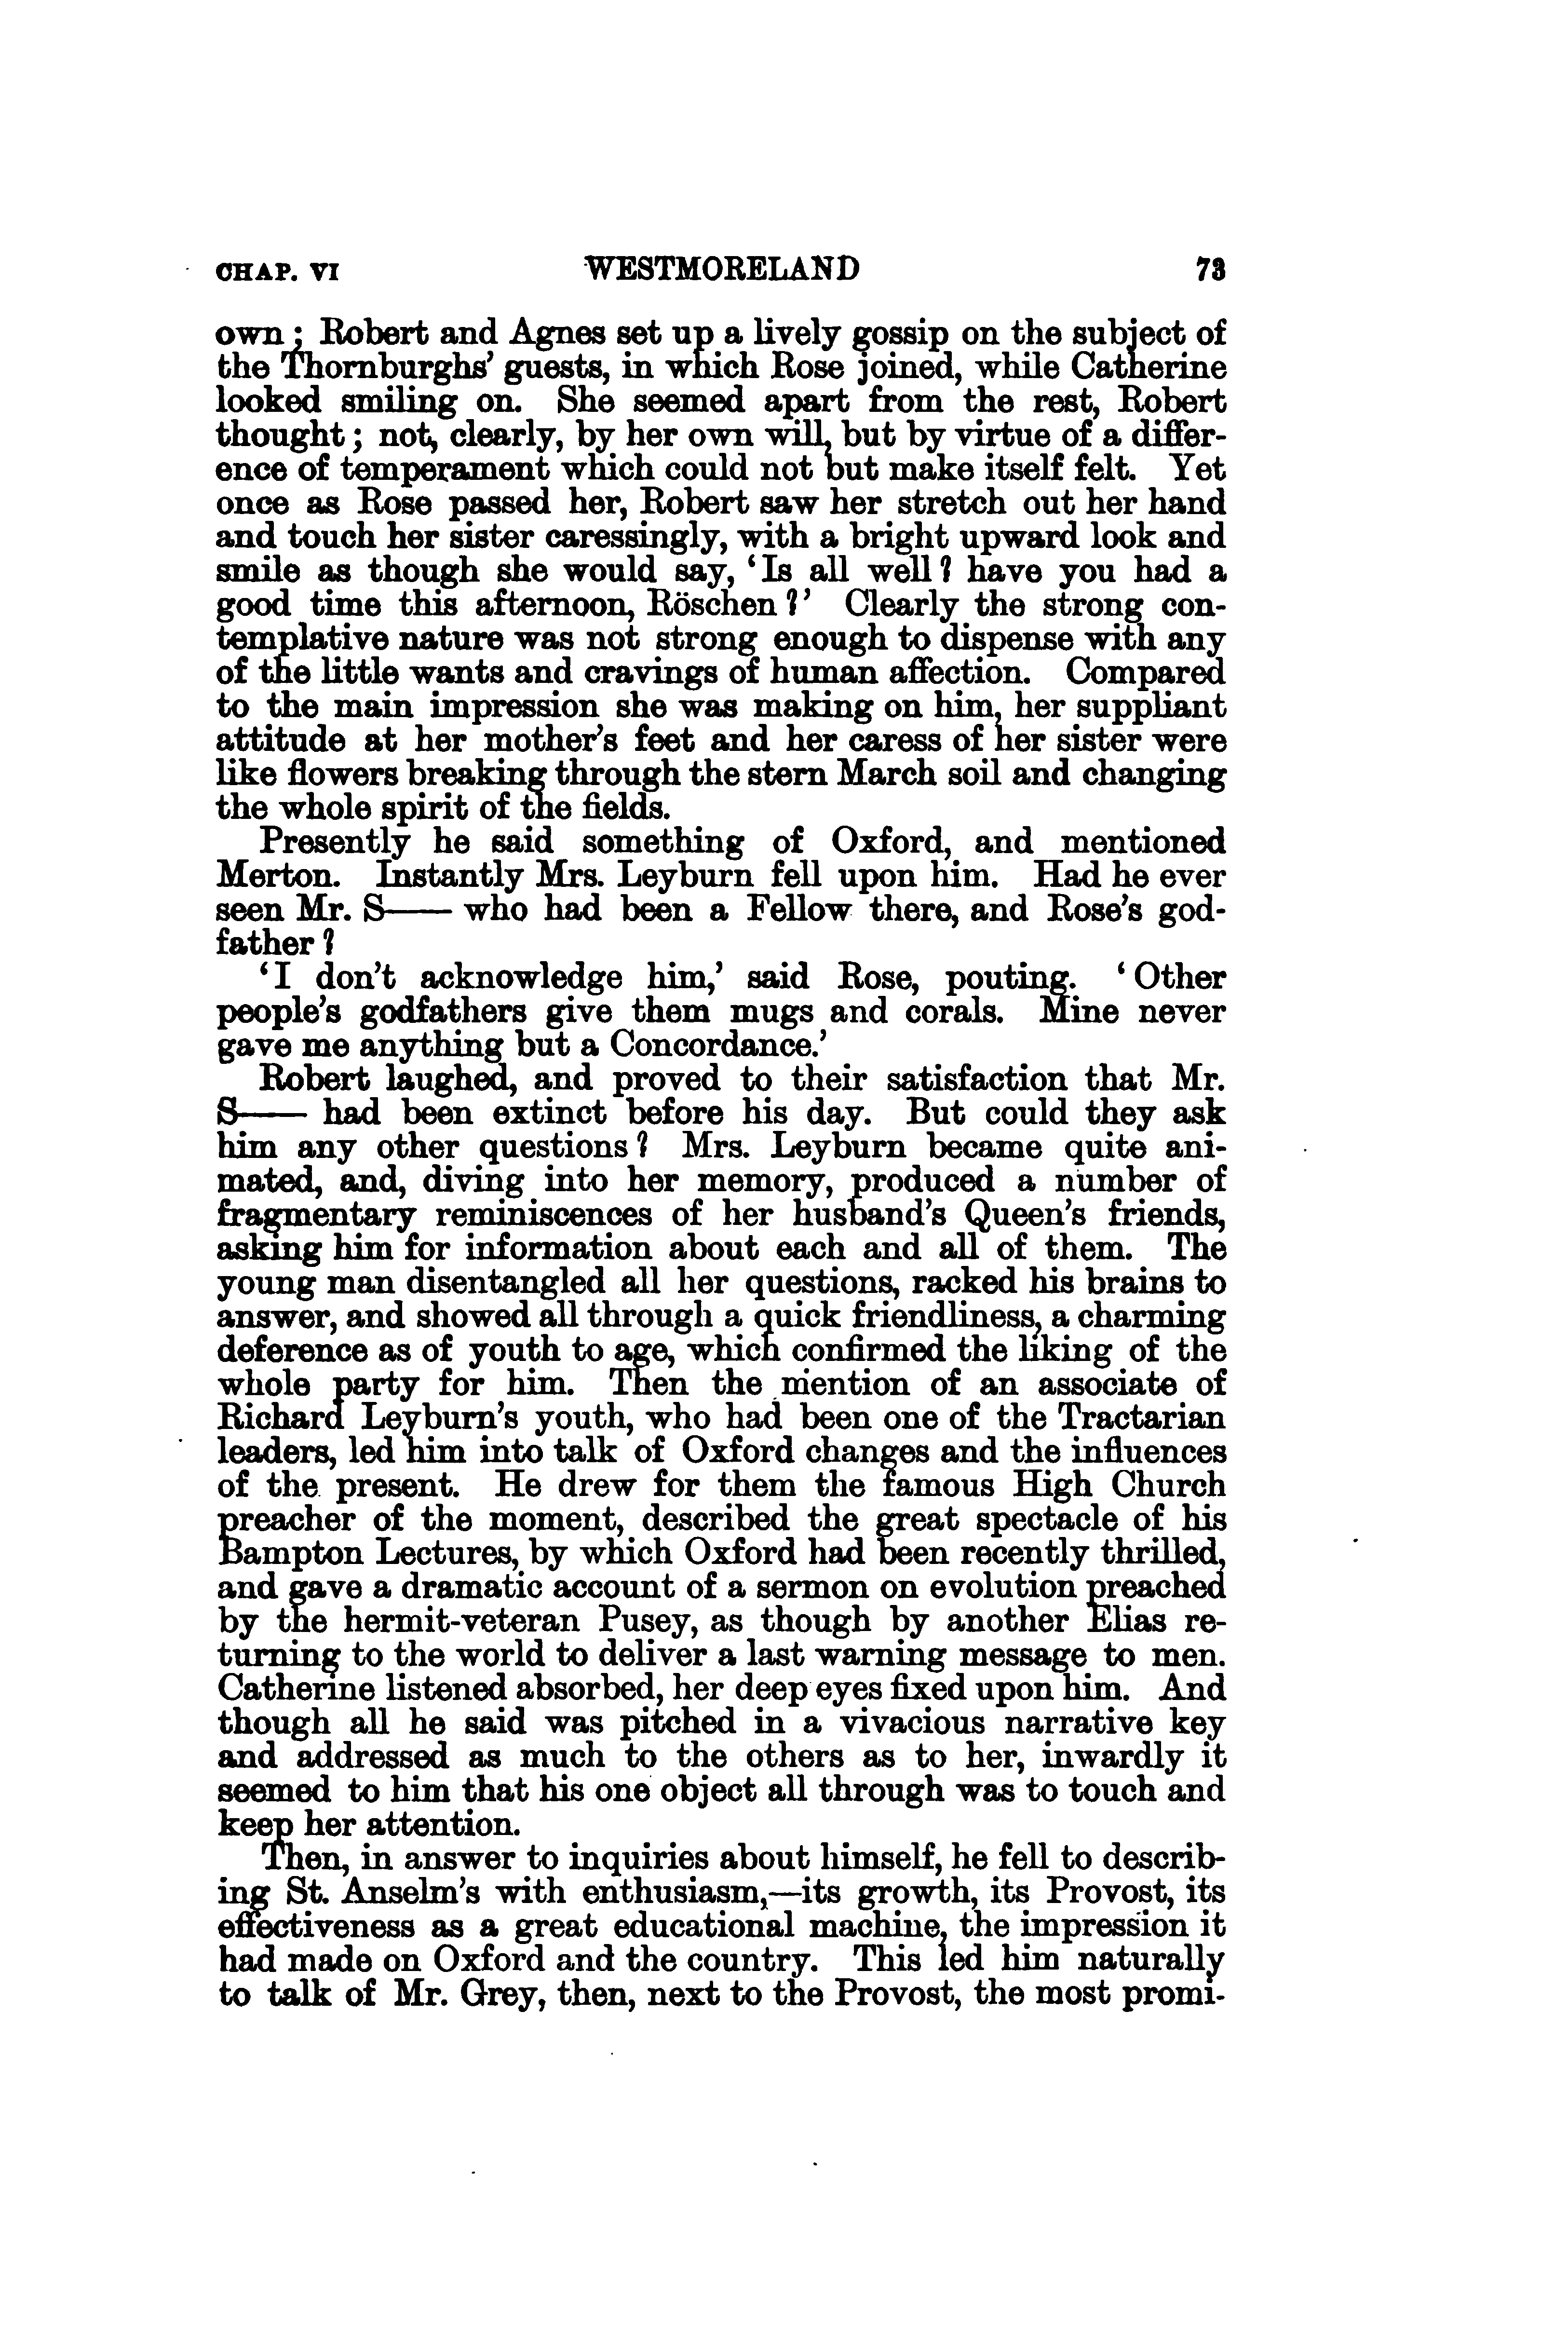 CHAP. VI WESTMORELAND 73
own; Robert and Agnes set up a lively gossip on the subject of
the Thornburghs' guests, in which Rose joined, while Catherine
looked smiling on. She seemed apart from the rest, Robert
thought; not, clearly, by her own will, but by virtue of a differ-
ence of temperament which could not but make itself felt. Yet
once as Rose passed her, Robert saw her stretch out her hand
and touch her sister caressingly, with a bright upward look and
smile as though she would say, 'Is all well? have you had a
good time this afternoon, Röschen?' Clearly the strong con-
templative nature was not strong enough to dispense with any
of the little wants and cravings of human affection. Compared
to the main impression she was making on him, her suppliant
attitude at her mother's feet and her caress of her sister were
like flowers breaking through the stern March soil and changing
the whole spirit of the fields.
Presently he said something of Oxford, and mentioned
Merton. Instantly Mrs. Leyburn fell upon him. Had he ever
seen Mr. S—— who had been a Fellow there, and Rose's god-
father?
'I don't acknowledge him,' said Rose, pouting. 'Other
people's godfathers give them mugs and corals. Mine never
gave me anything but a Concordance.'
Robert laughed, and proved to their satisfaction that Mr.
S—— had been extinct before his day. But could they ask
him any other questions? Mrs. Leyburn became quite ani-
mated, and, diving into her memory, produced a number of
fragmentary reminiscences of her husband's Queen's friends,
asking him for information about each and all of them. The
young man disentangled all her questions, racked his brains to
answer, and showed all through a quick friendliness, a charming
deference as of youth to age, which confirmed the liking of the
whole party for him. Then the mention of an associate of
Richard Leyburn's youth, who had been one of the Tractarian
leaders, led him into talk of Oxford changes and the influences
of the present. He drew for them the famous High Church
preacher of the moment, described the great spectacle of his
Bampton Lectures, by which Oxford had been recently thrilled,
and gave a dramatic account of a sermon on evolution preached
by the hermit-veteran Pusey, as though by another Elias re-
turning to the world to deliver a last warning message to men.
Catherine listened absorbed, her deep eyes fixed upon him. And
though all he said was pitched in a vivacious narrative key
and addressed as much to the others as to her, inwardly it
seemed to him that his one object all through was to touch and
keep her attention.
Then, in answer to inquiries about himself, he fell to describ-
ing St. Anselm's with enthusiasm,—its growth, its Provost, its
effectiveness as a great educational machine, the impression it
had made on Oxford and the country. This led him naturally
to talk of Mr. Grey, then, next to the Provost, the most promi-